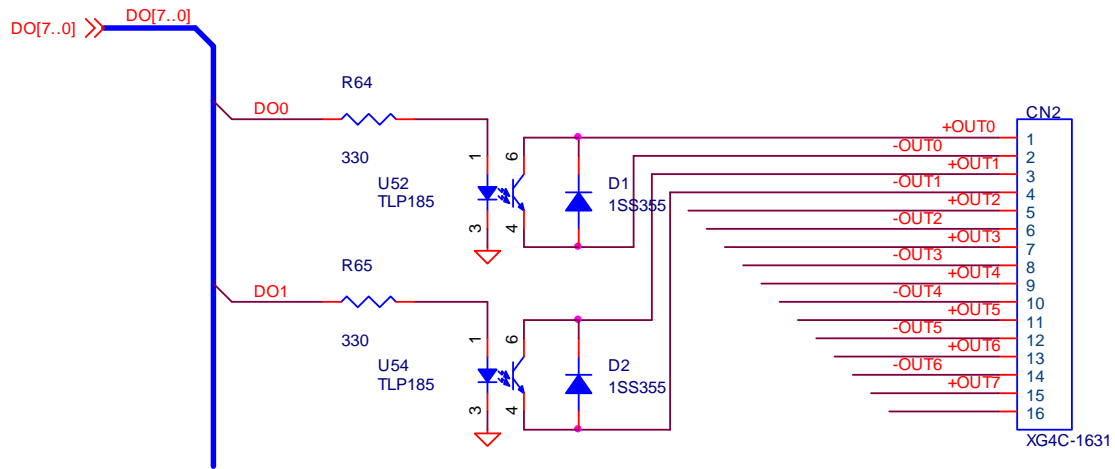 DO[7..0]
DO[7..0]
R64
DO0
330
1
6
U52
TLP185
3
4
D1
1SS355
R65
DO1
330
1
6
U54
TLP185
3
4
D2
1SS355
CN2
+OUT0
1
-OUT0
2
+OUT1
3
-OUT1
4
+OUT2
5
-OUT2
6
+OUT3
7
-OUT3
8
+OUT4
9
-OUT4
10
+OUT5
11
-OUT5
12
+OUT6
13
-OUT6
14
+OUT7
15
16
XG4C-1631